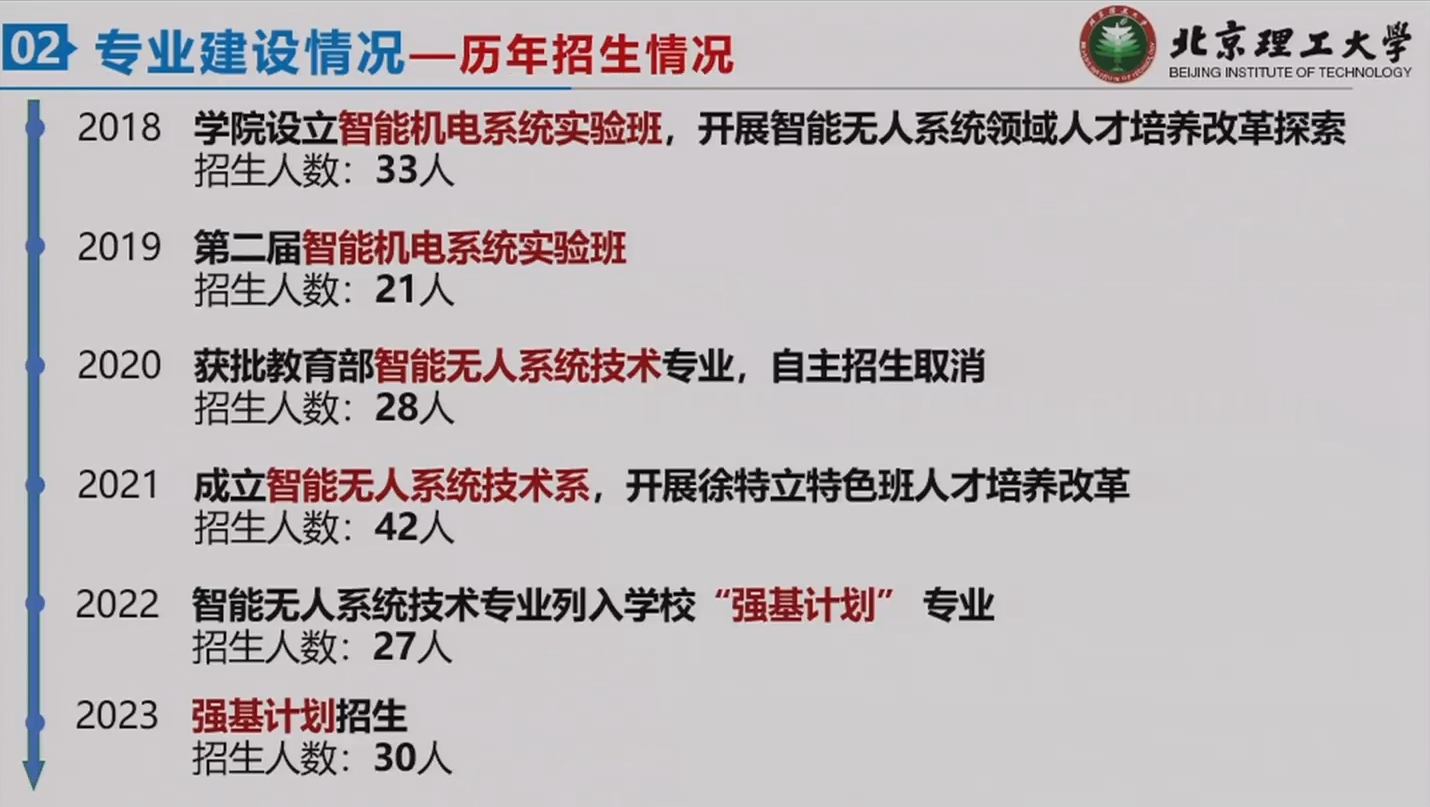 02 专业建设情况—历年招生情况
北京理工大学
BEIJING INSTITUTE OF TECHNOLOGY
2018 学院设立智能机电系统实验班，开展智能无人系统领域人才培养改革探索
招生人数：33人
2019 第二届智能机电系统实验班
招生人数：21人
2020 获批教育部智能无人系统技术专业，自主招生取消
招生人数：28人
2021 成立智能无人系统技术系，开展徐特立特色班人才培养改革
招生人数：42人
2022 智能无人系统技术专业列入学校“强基计划”专业
招生人数：27人
2023 强基计划招生
招生人数：30人